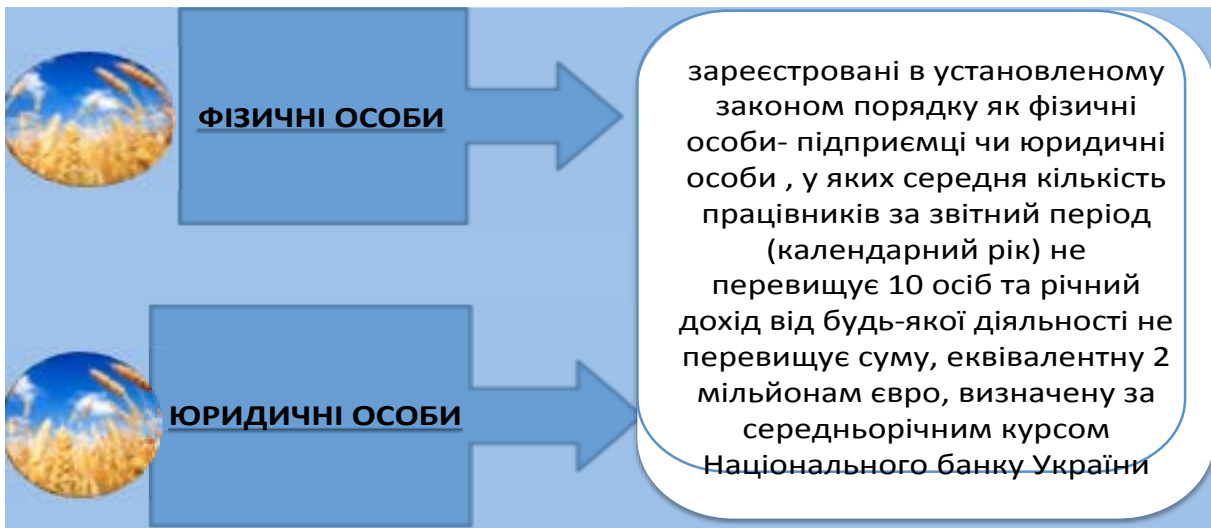 ФІЗИЧНІ ОСОБИ
ЮРИДИЧНІ ОСОБИ
зареєстровані в установленому
законом порядку як фізичні
особи- підприємці чи юридичні
особи , у яких середня кількість
працівників за звітний період
(календарний рік) не
перевищує 10 осіб та річний
дохід від будь-якої діяльності не
перевищує суму, еквівалентну 2
мільйонам євро, визначену за
середньорічним курсом
Національного банку України